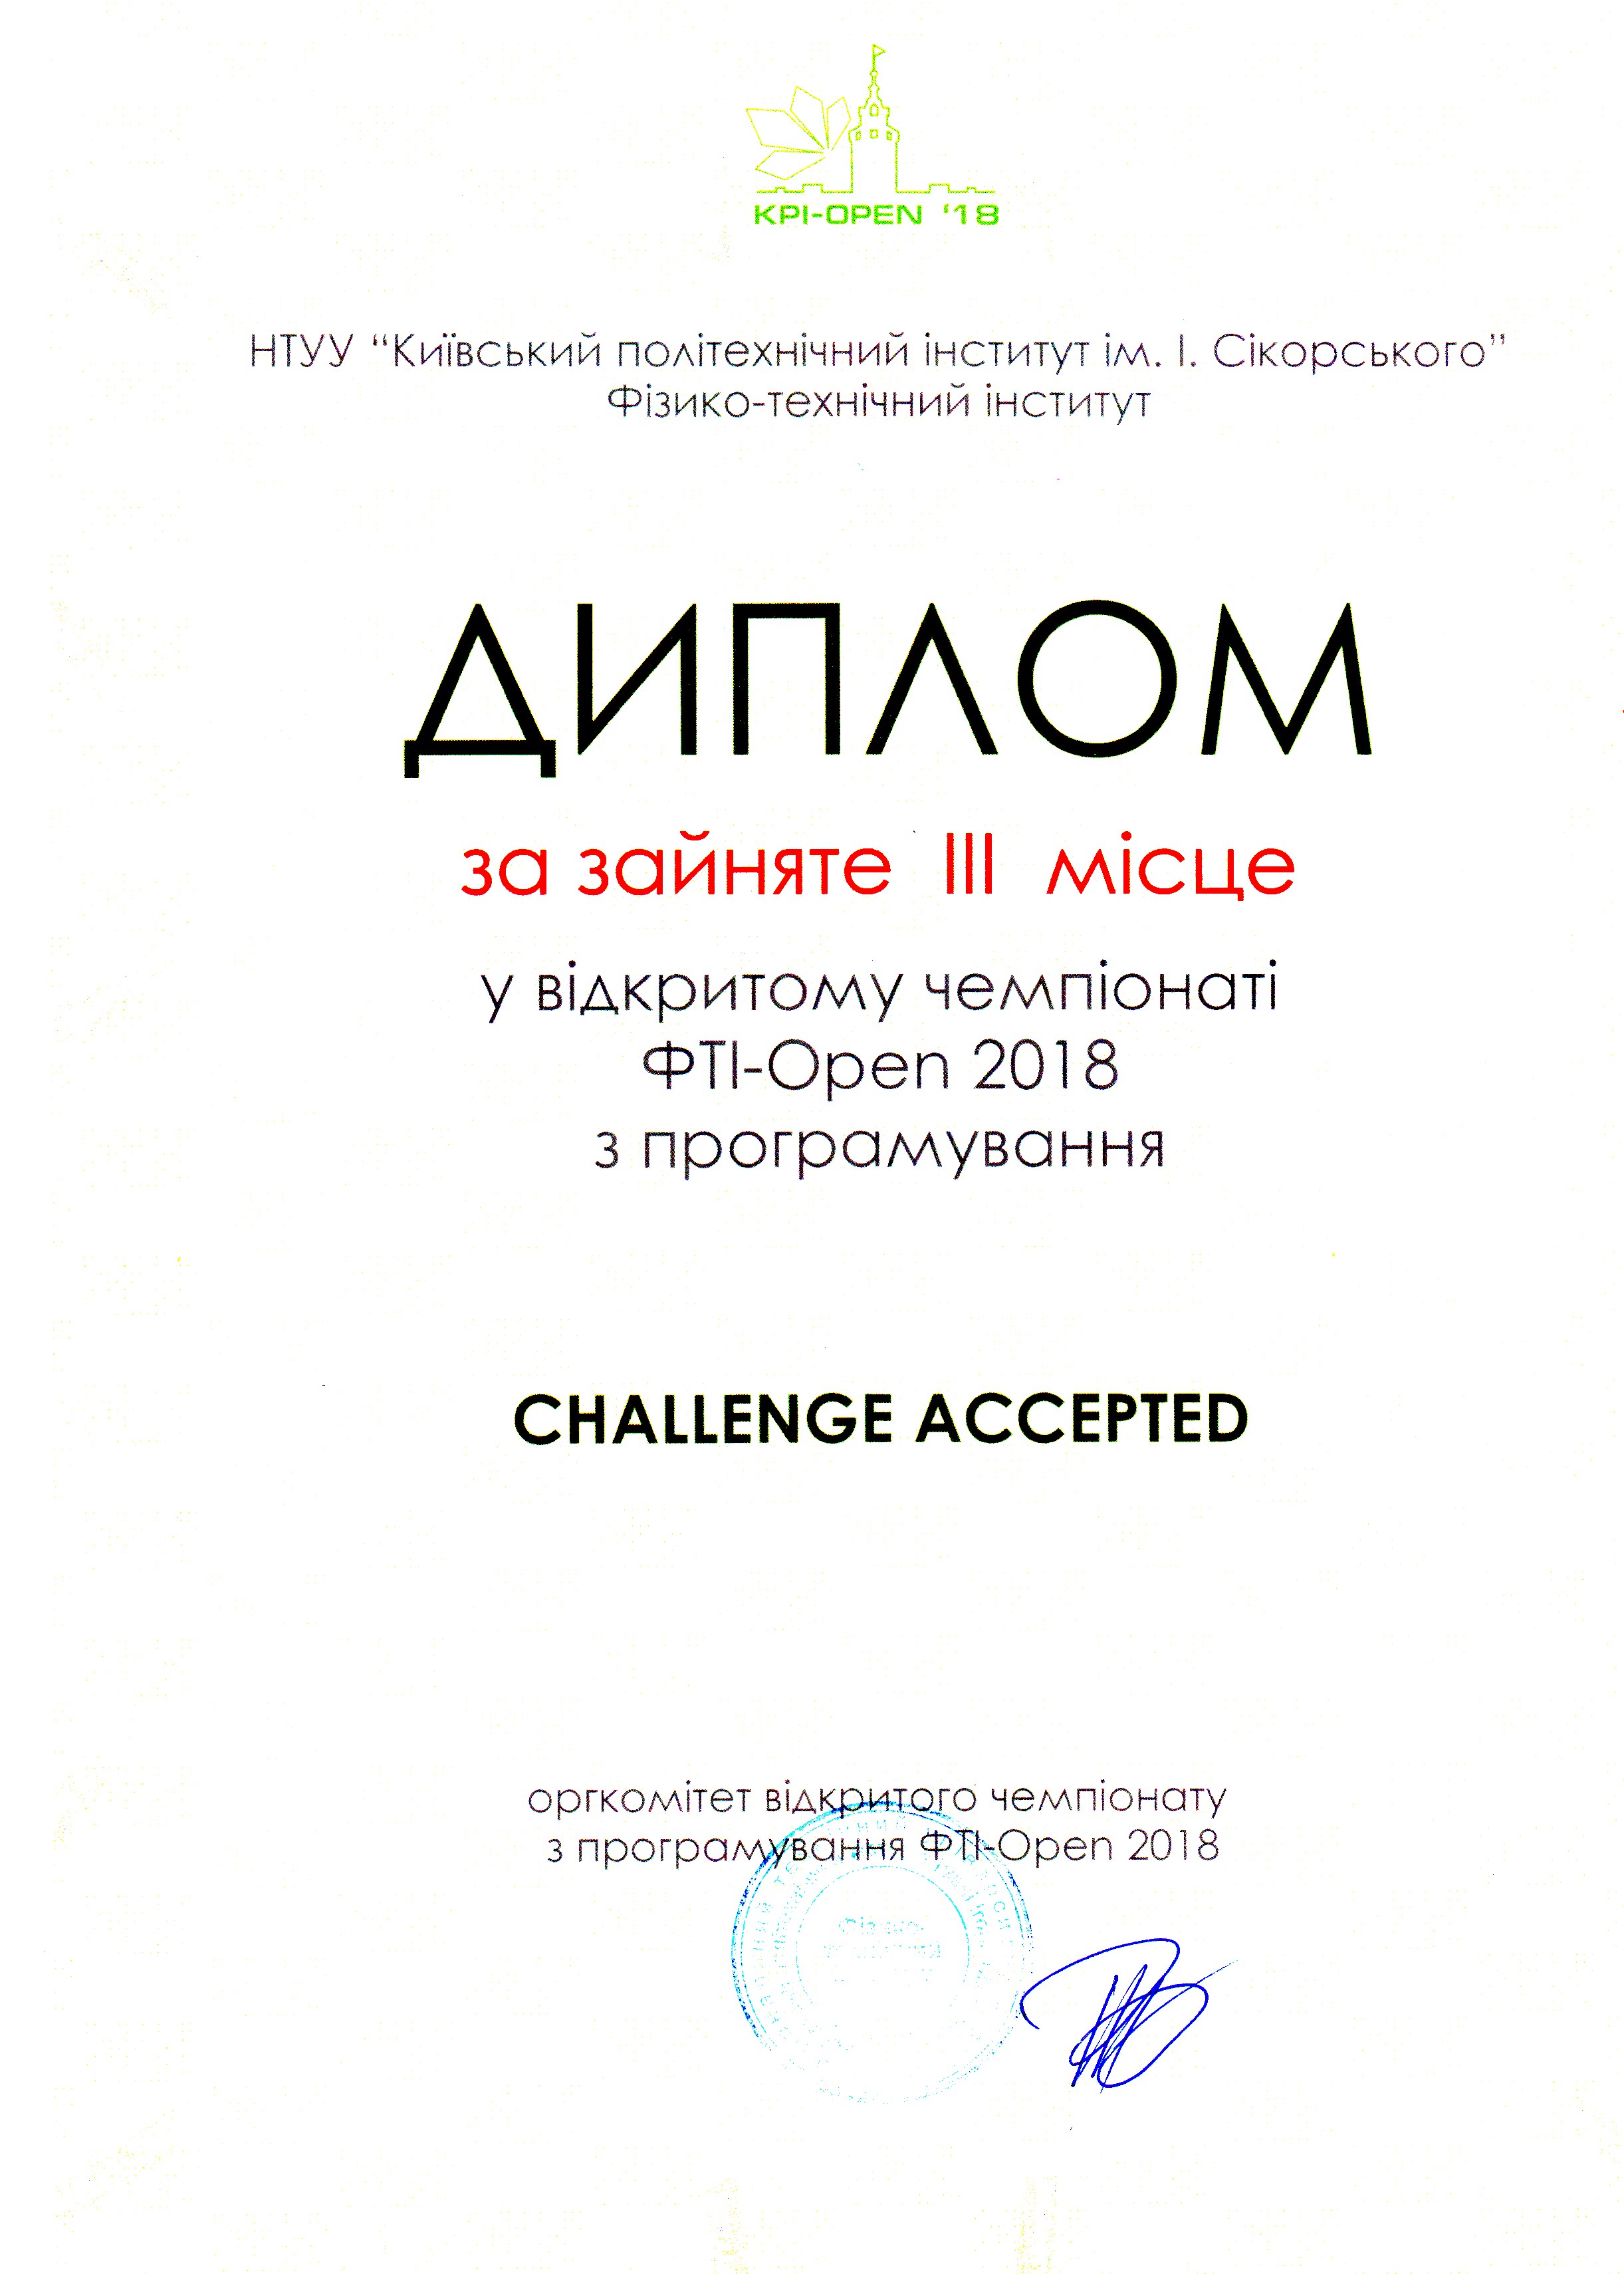 KPI-OPEN '18
НТУУ “Київський політехнічний інститут ім. І. Сікорського”
Фізико-технічний інститут
ДИПЛОМ
за зайняте III місце
у відкритому чемпіонаті
ФТІ-Open 2018
з програмування
CHALLENGE ACCEPTED
оргкомітет відкритого чемпіонату
з програмування ФТІ-Open 2018